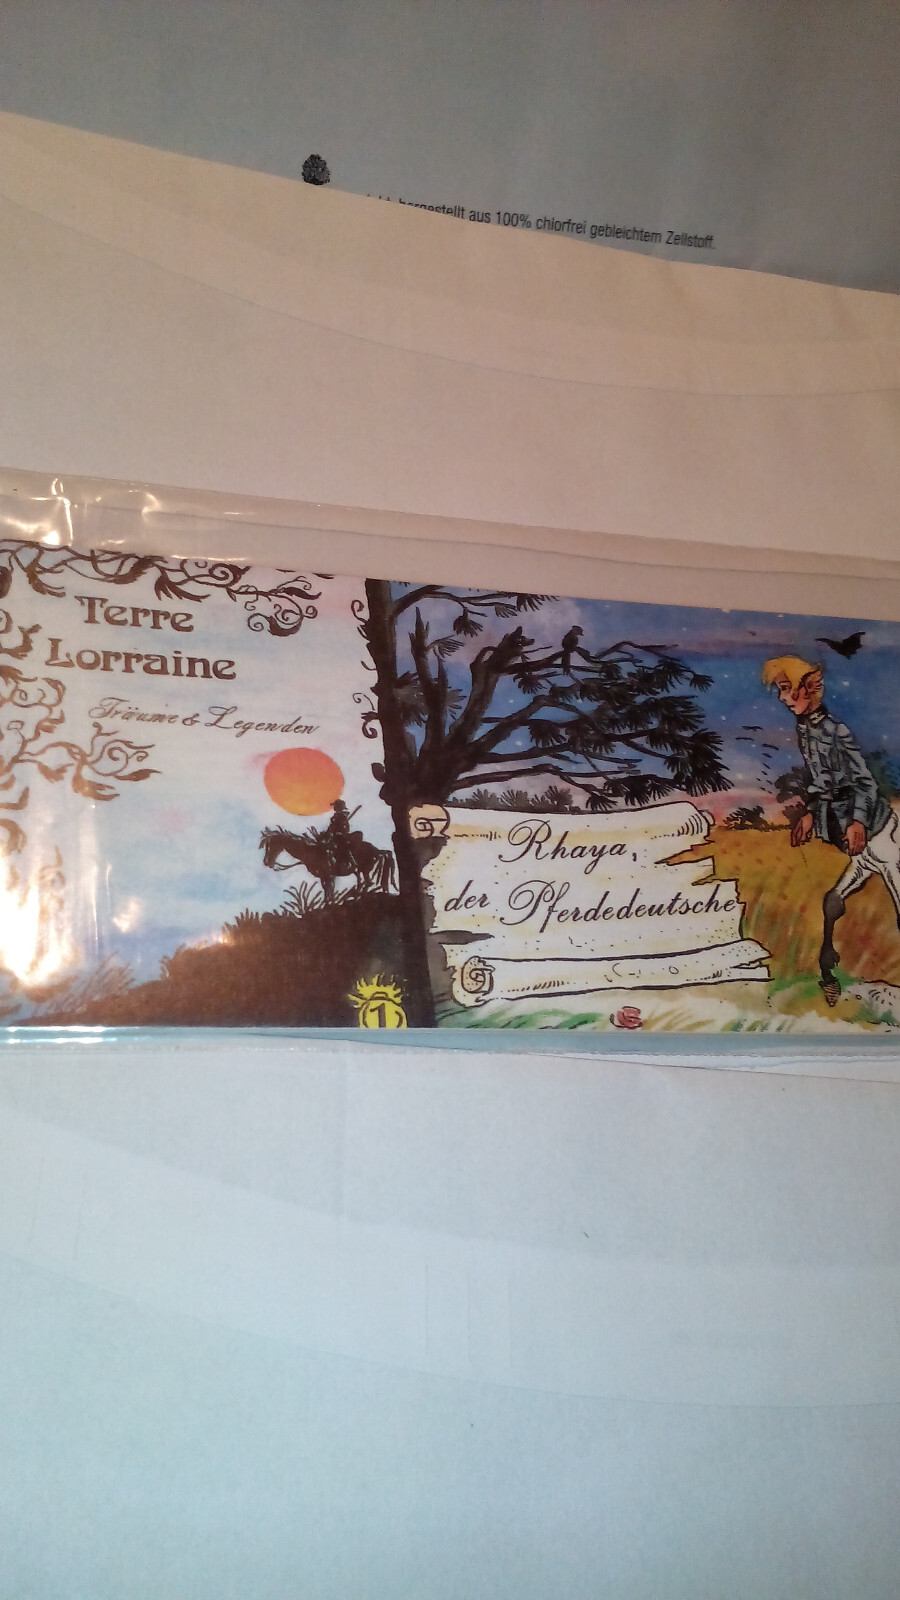 hergestellt aus 100% chlorfrei gebleichtem Zellstoff.
Terre
Lorraine
Träume & Legenden
Rhaya,
der Pferdedeutsche
1